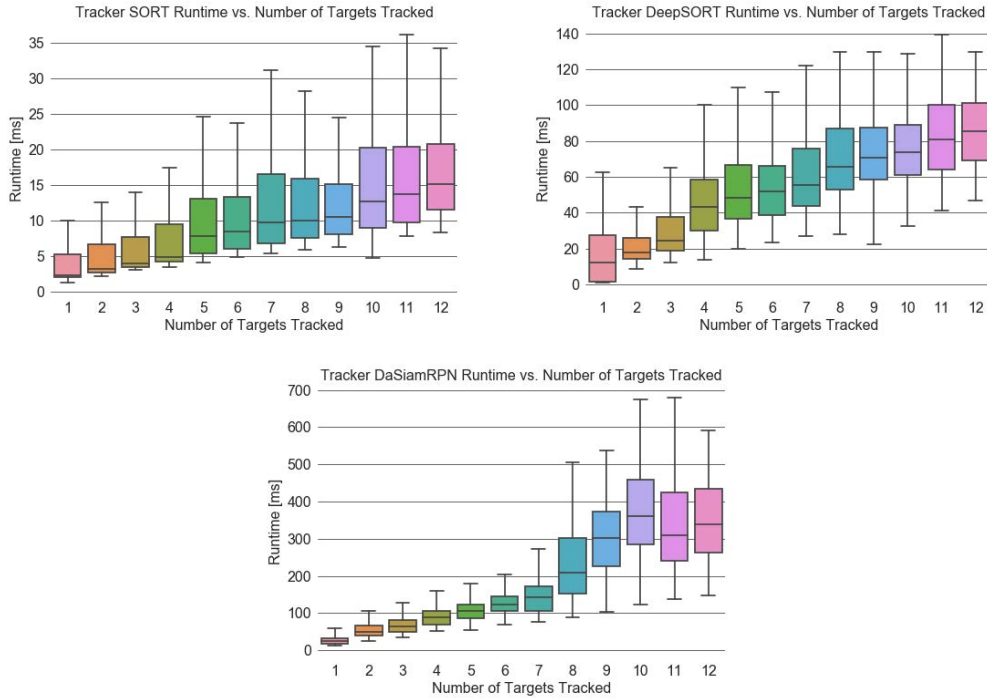 Tracker SORT Runtime vs. Number of Targets Tracked
Runtime [ms]
35
30
25
20
15
10
5
0
1 2 3 4 5 6 7 8 9 10 11 12
Number of Targets Tracked
Tracker DeepSORT Runtime vs. Number of Targets Tracked
Runtime [ms]
140
120
100
80
60
40
20
0
1 2 3 4 5 6 7 8 9 10 11 12
Number of Targets Tracked
Tracker DaSiamRPN Runtime vs. Number of Targets Tracked
Runtime [ms]
700
600
500
400
300
200
100
0
1 2 3 4 5 6 7 8 9 10 11 12
Number of Targets Tracked